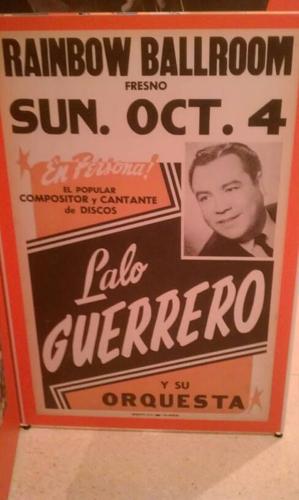 RAINBOW BALLROOM
FRESNO
SUN. OCT. 4
En Persona!
EL POPULAR
COMPOSITOR y CANTANTE
de DISCOS
Lalo
GUERRERO
Y SU
ORQUESTA